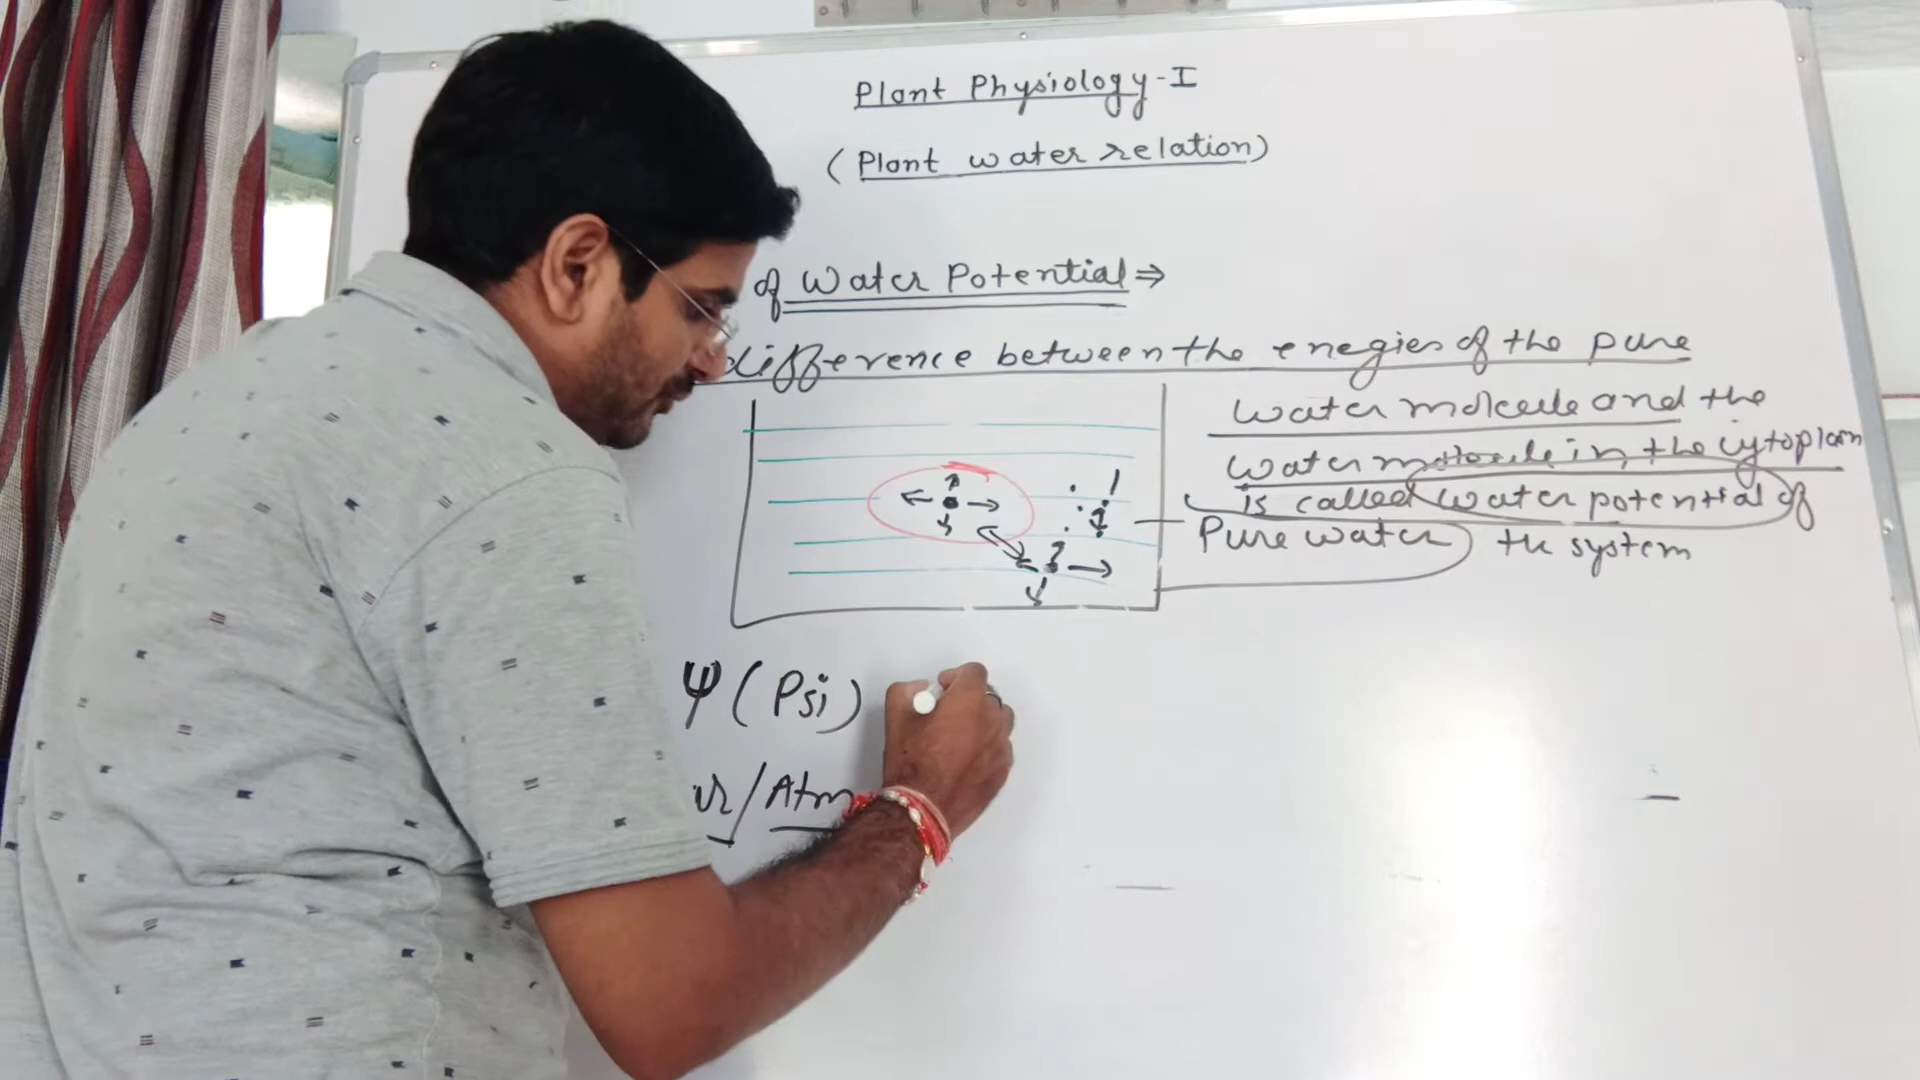 Plant Physiology-I
(Plant water relation)
of Water Potential ⇒
difference between the enegies of the pure
water molecule and the
water molecule in the cytoplasm
is called water potential of
Pure water the system
ψ (Psi)
/Atm